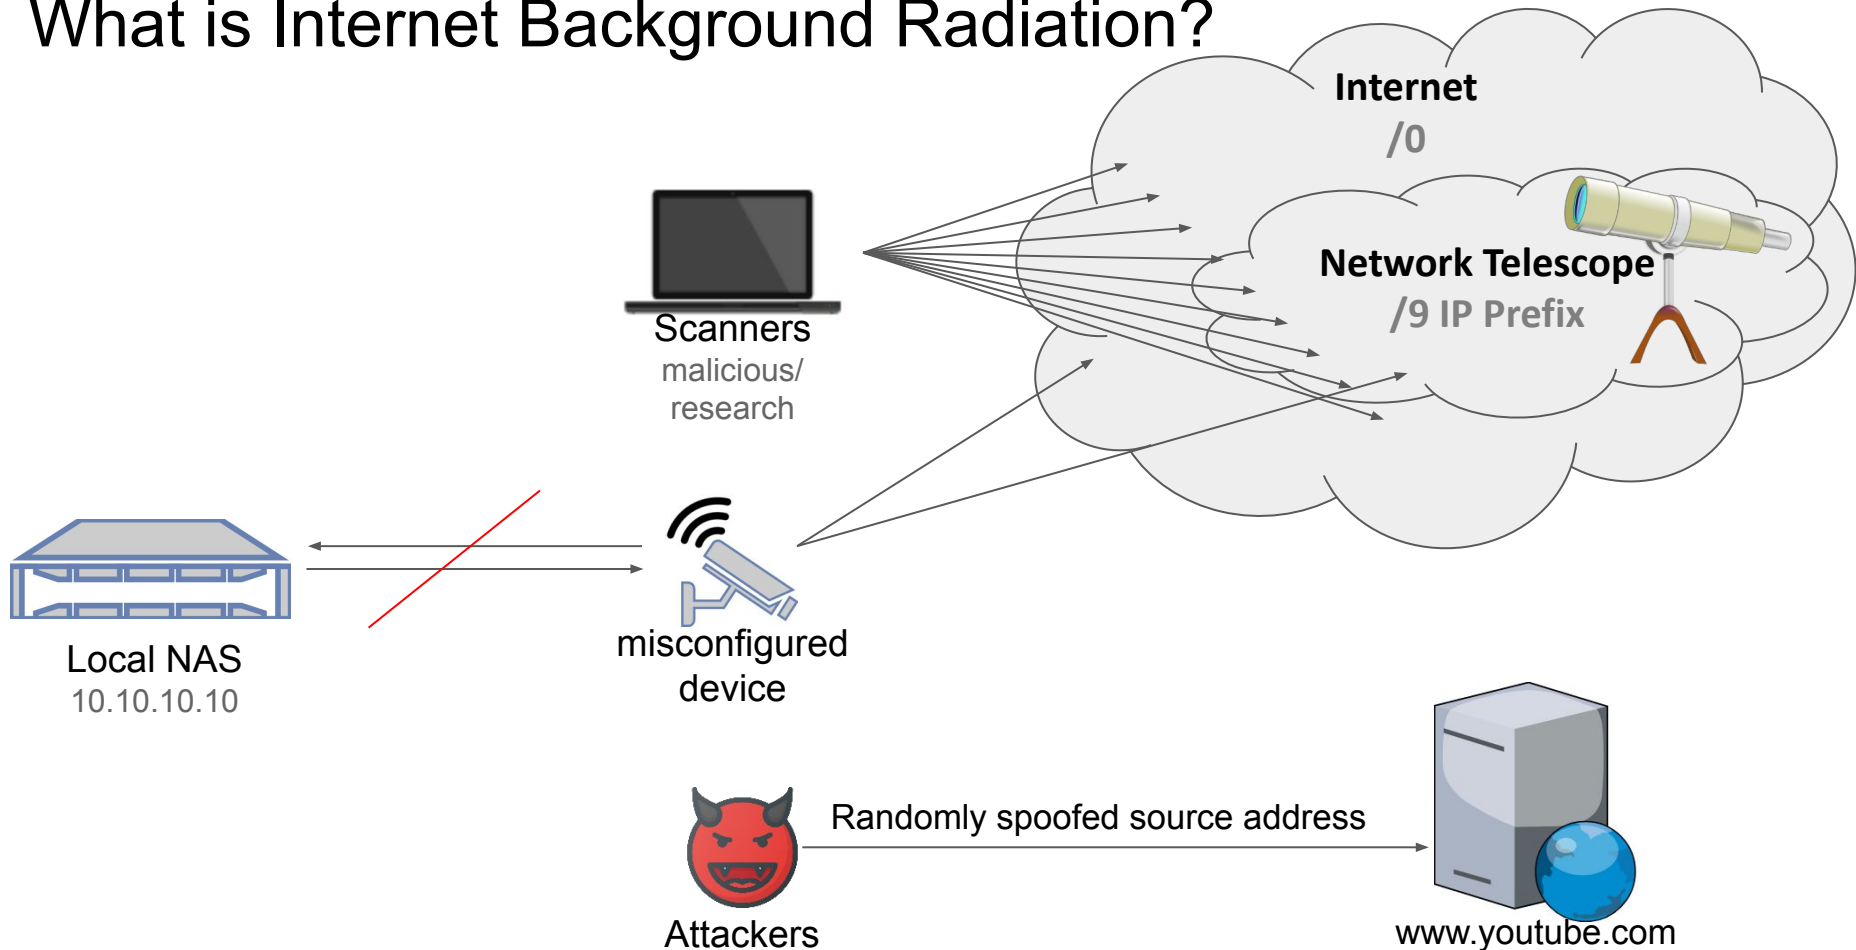 What is Internet Background Radiation?
Internet
/0
Network Telescope
/9 IP Prefix
Scanners
malicious/
research
misconfigured
device
Local NAS
10.10.10.10
Randomly spoofed source address
Attackers
www.youtube.com